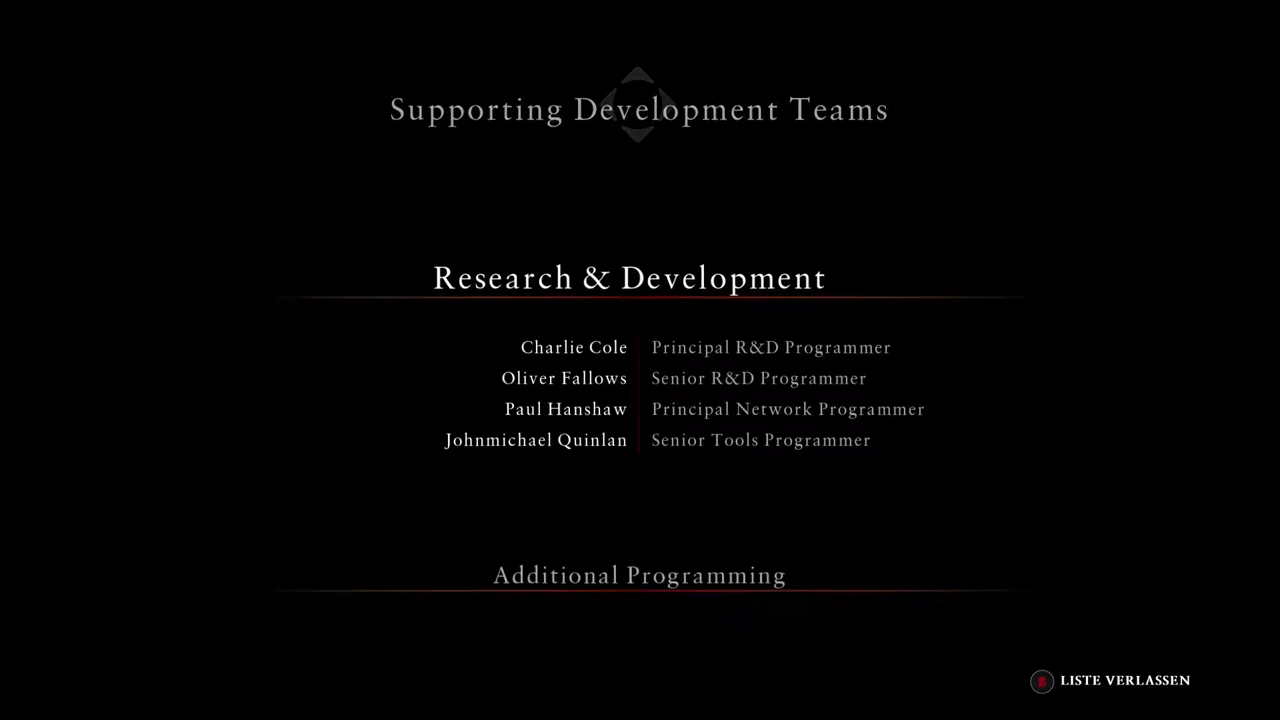 Supporting Development Teams
Research & Development
Charlie Cole Principal R&D Programmer
Oliver Fallows Senior R&D Programmer
Paul Hanshaw Principal Network Programmer
Johnmichael Quinlan Senior Tools Programmer
Additional Programming
B LISTE VERLASSEN